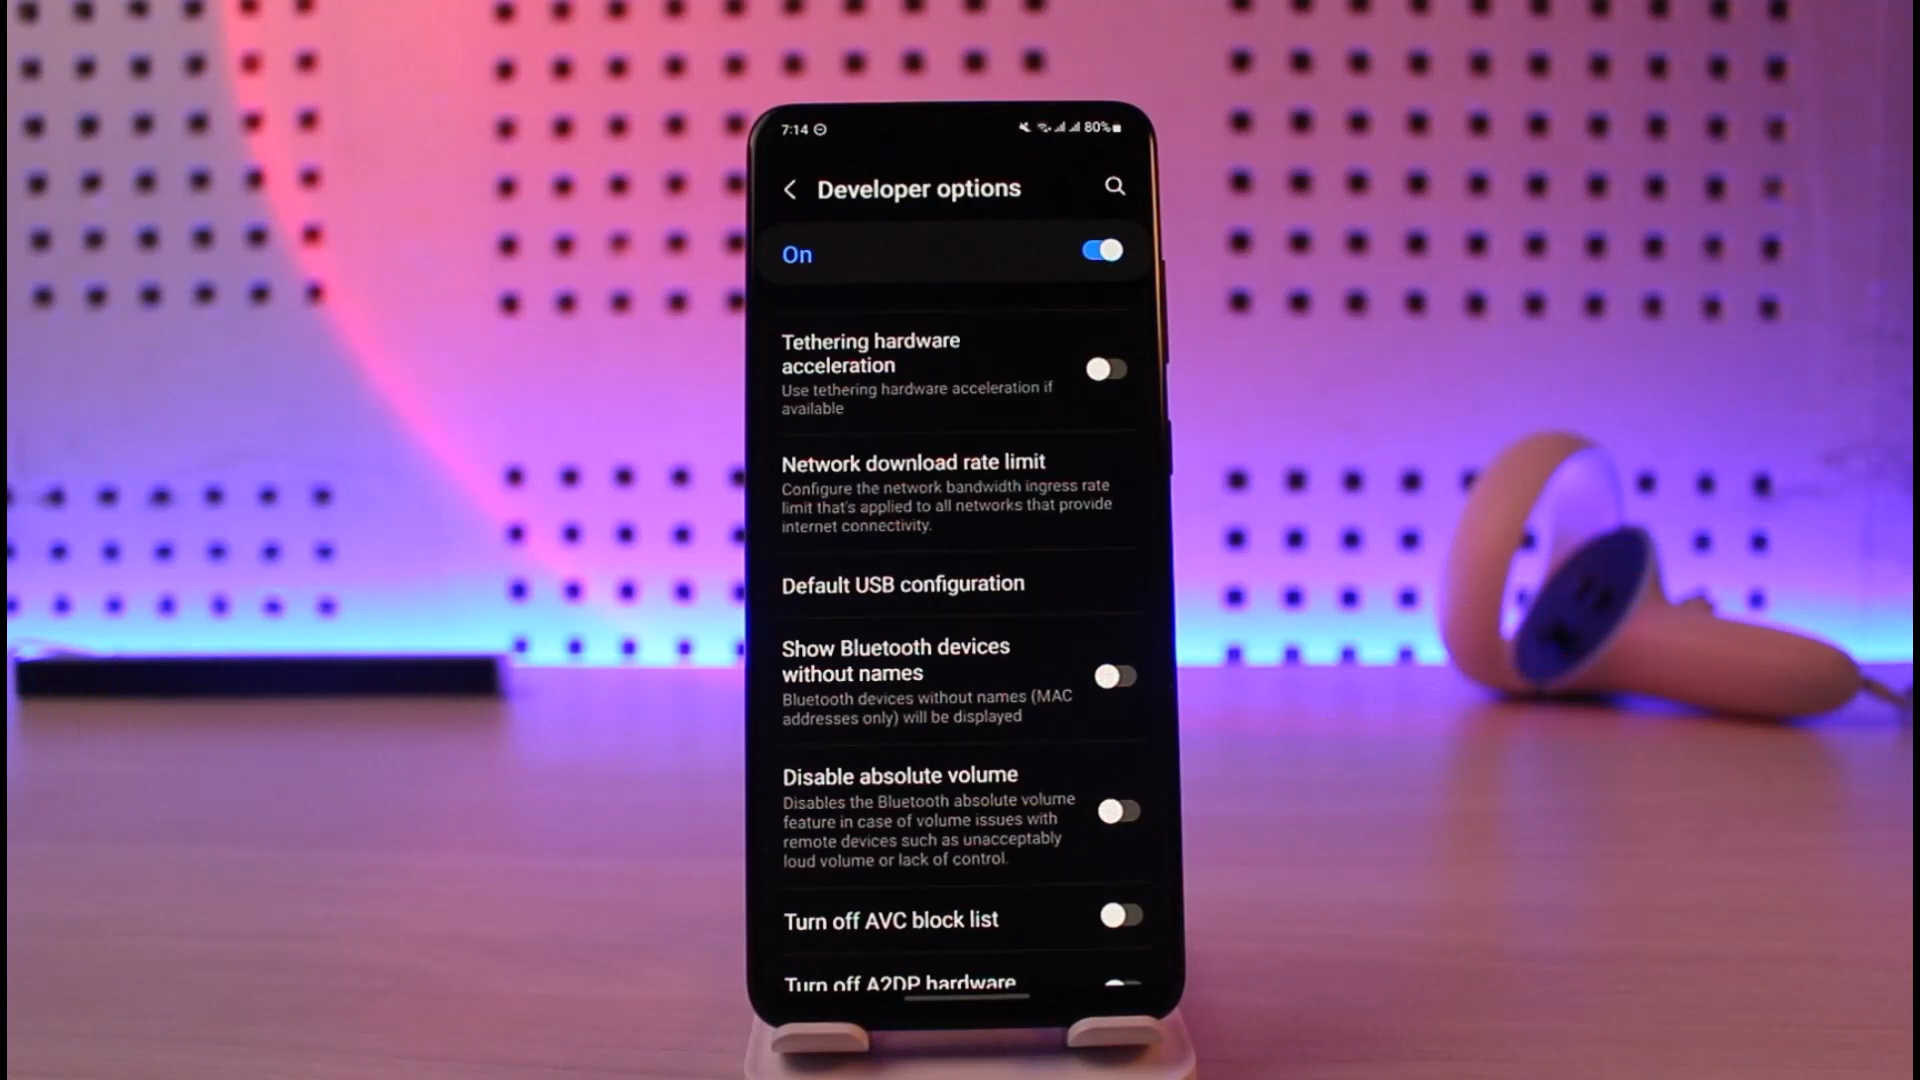 7:14
80%
Developer options
On
Tethering hardware
acceleration
Use tethering hardware acceleration if
available
Network download rate limit
Configure the network bandwidth ingress rate
limit that's applied to all networks that provide
internet connectivity.
Default USB configuration
Show Bluetooth devices
without names
Bluetooth devices without names (MAC
addresses only) will be displayed
Disable absolute volume
Disables the Bluetooth absolute volume
feature in case of volume issues with
remote devices such as unacceptably
loud volume or lack of control.
Turn off AVC block list
Turn off A2DP hardware